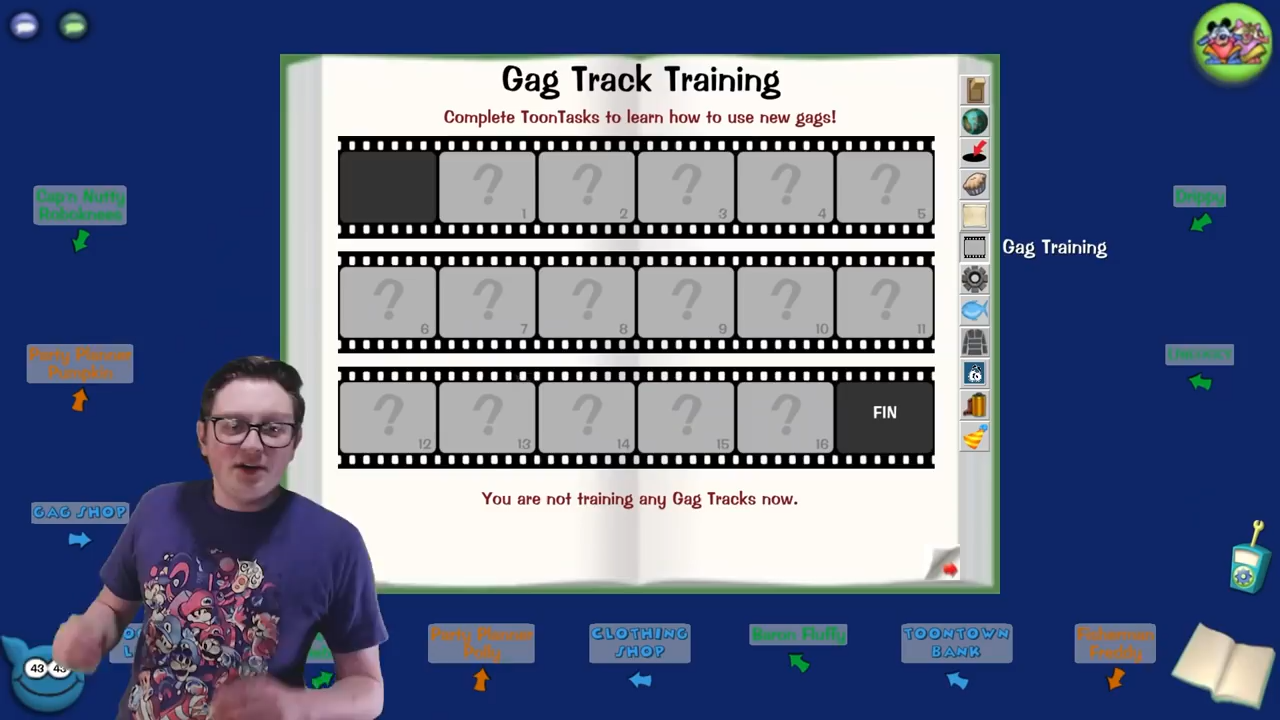 Gag Track Training
Complete ToonTasks to learn how to use new gags!
? 1
? 2
? 3
? 4
? 5
? 6
? 7
? 8
? 9
? 10
? 11
? 12
? 13
? 14
? 15
? 16
FIN
You are not training any Gag Tracks now.
Gag Training
Cap'n Nutty
Roboknees
Drippy
Party Planner
Pumpkin
GAG SHOP
Party Planner
Polly
CLOTHING
SHOP
Baron Fluffy
TOONTOWN
BANK
Fisherman
Freddy
43 43